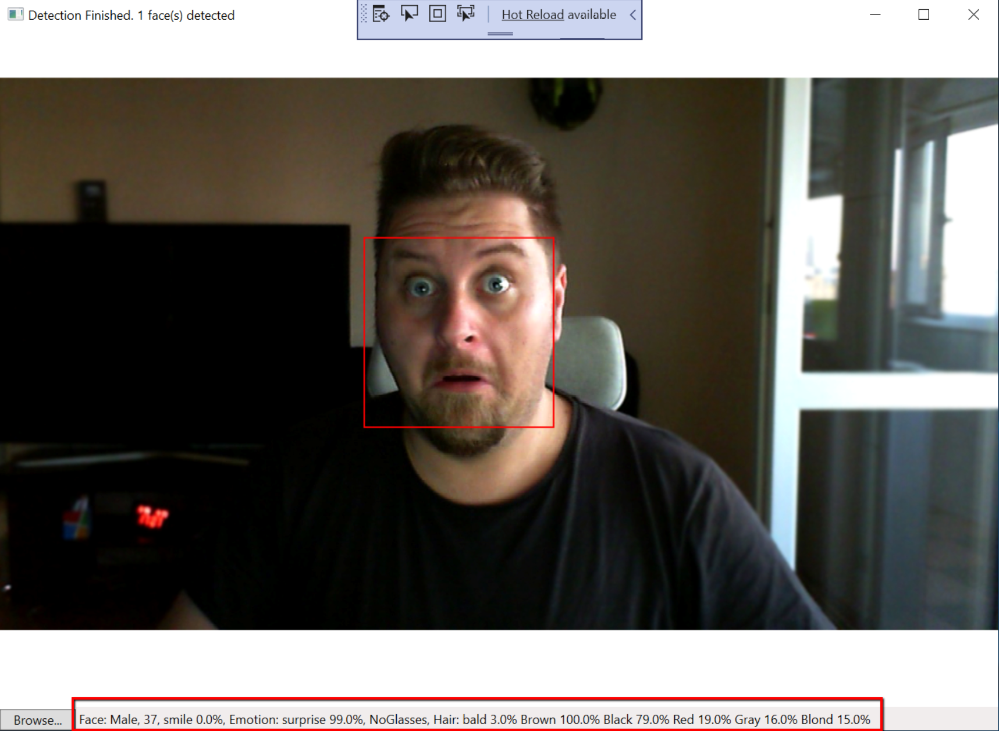 Detection Finished. 1 face(s) detected
Hot Reload available
Browse...
Face: Male, 37, smile 0.0%, Emotion: surprise 99.0%, NoGlasses, Hair: bald 3.0% Brown 100.0% Black 79.0% Red 19.0% Gray 16.0% Blond 15.0%